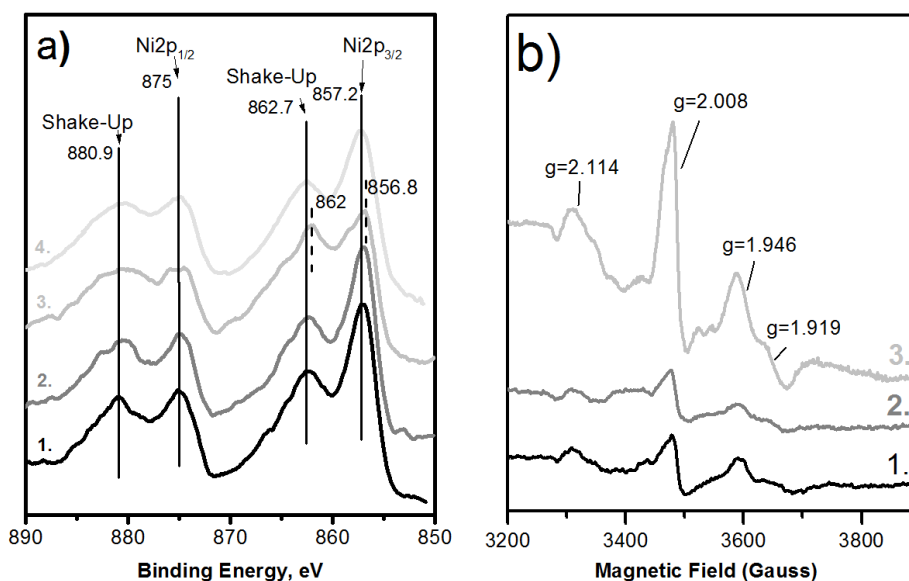 a)
Ni2p1/2
875
Ni2p3/2
Shake-Up
862.7
857.2
Shake-Up
880.9
862
856.8
4.
3.
2.
1.
890 880 870 860 850
Binding Energy, eV
b)
g=2.008
g=2.114
g=1.946
g=1.919
3.
2.
1.
3200 3400 3600 3800
Magnetic Field (Gauss)